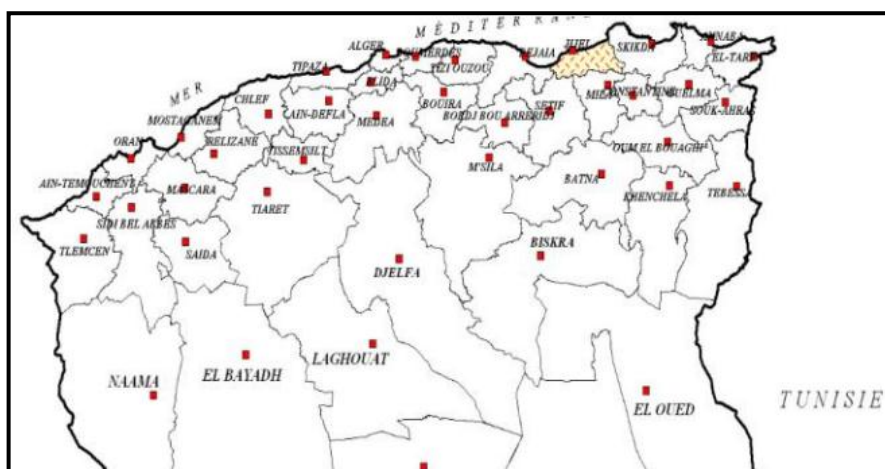 MÉDITERRAN
MER
ALGER
BOUMERDES
TIZI OUZOU
BEJAIA
JIJEL
SKIKDA
ANNABA
EL-TARF
TIPAZA
BLIDA
CHLEF
AIN-DEFLA
MEDEA
BOUIRA
BORDJ BOU ARRERIDJ
SETIF
MILA
CONSTANTINE
GUELMA
SOUK-AHRAS
MOSTAGANEM
ORAN
RELIZANE
TISSEMSILT
M'SILA
OUM EL BOUAGHI
AIN-TEMOUCHENT
MASCARA
TIARET
BATNA
KHENCHELA
TEBESSA
SIDI BEL ABBES
TLEMCEN
SAIDA
DJELFA
BISKRA
NAAMA
EL BAYADH
LAGHOUAT
EL OUED
TUNISIE